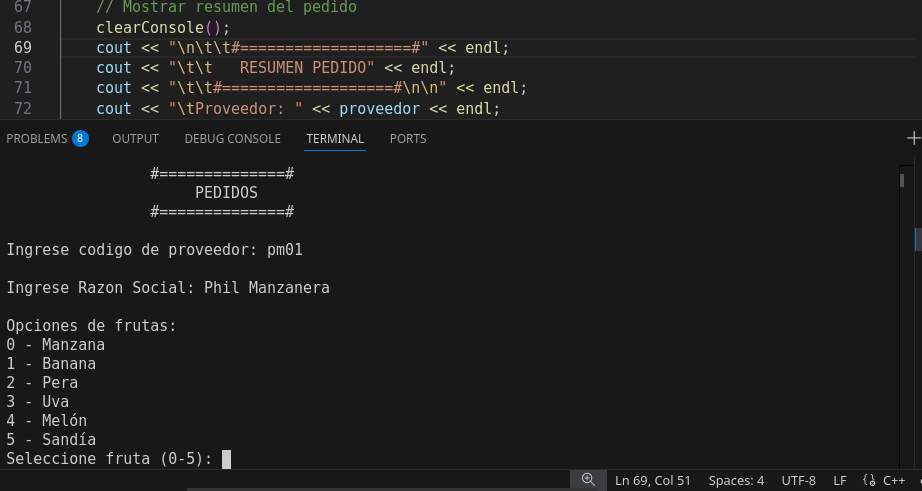 67 // Mostrar resumen del pedido
68 clearConsole();
69 cout << "\n\t\t#===================#" << endl;
70 cout << "\t\t   RESUMEN PEDIDO" << endl;
71 cout << "\t\t#===================#\n\n" << endl;
72 cout << "\tProveedor: " << proveedor << endl;
PROBLEMS 8 OUTPUT DEBUG CONSOLE TERMINAL PORTS
#==============#
PEDIDOS
#==============#
Ingrese codigo de proveedor: pm01
Ingrese Razon Social: Phil Manzanera
Opciones de frutas:
0 - Manzana
1 - Banana
2 - Pera
3 - Uva
4 - Melón
5 - Sandía
Seleccione fruta (0-5):
Ln 69, Col 51 Spaces: 4 UTF-8 LF C++